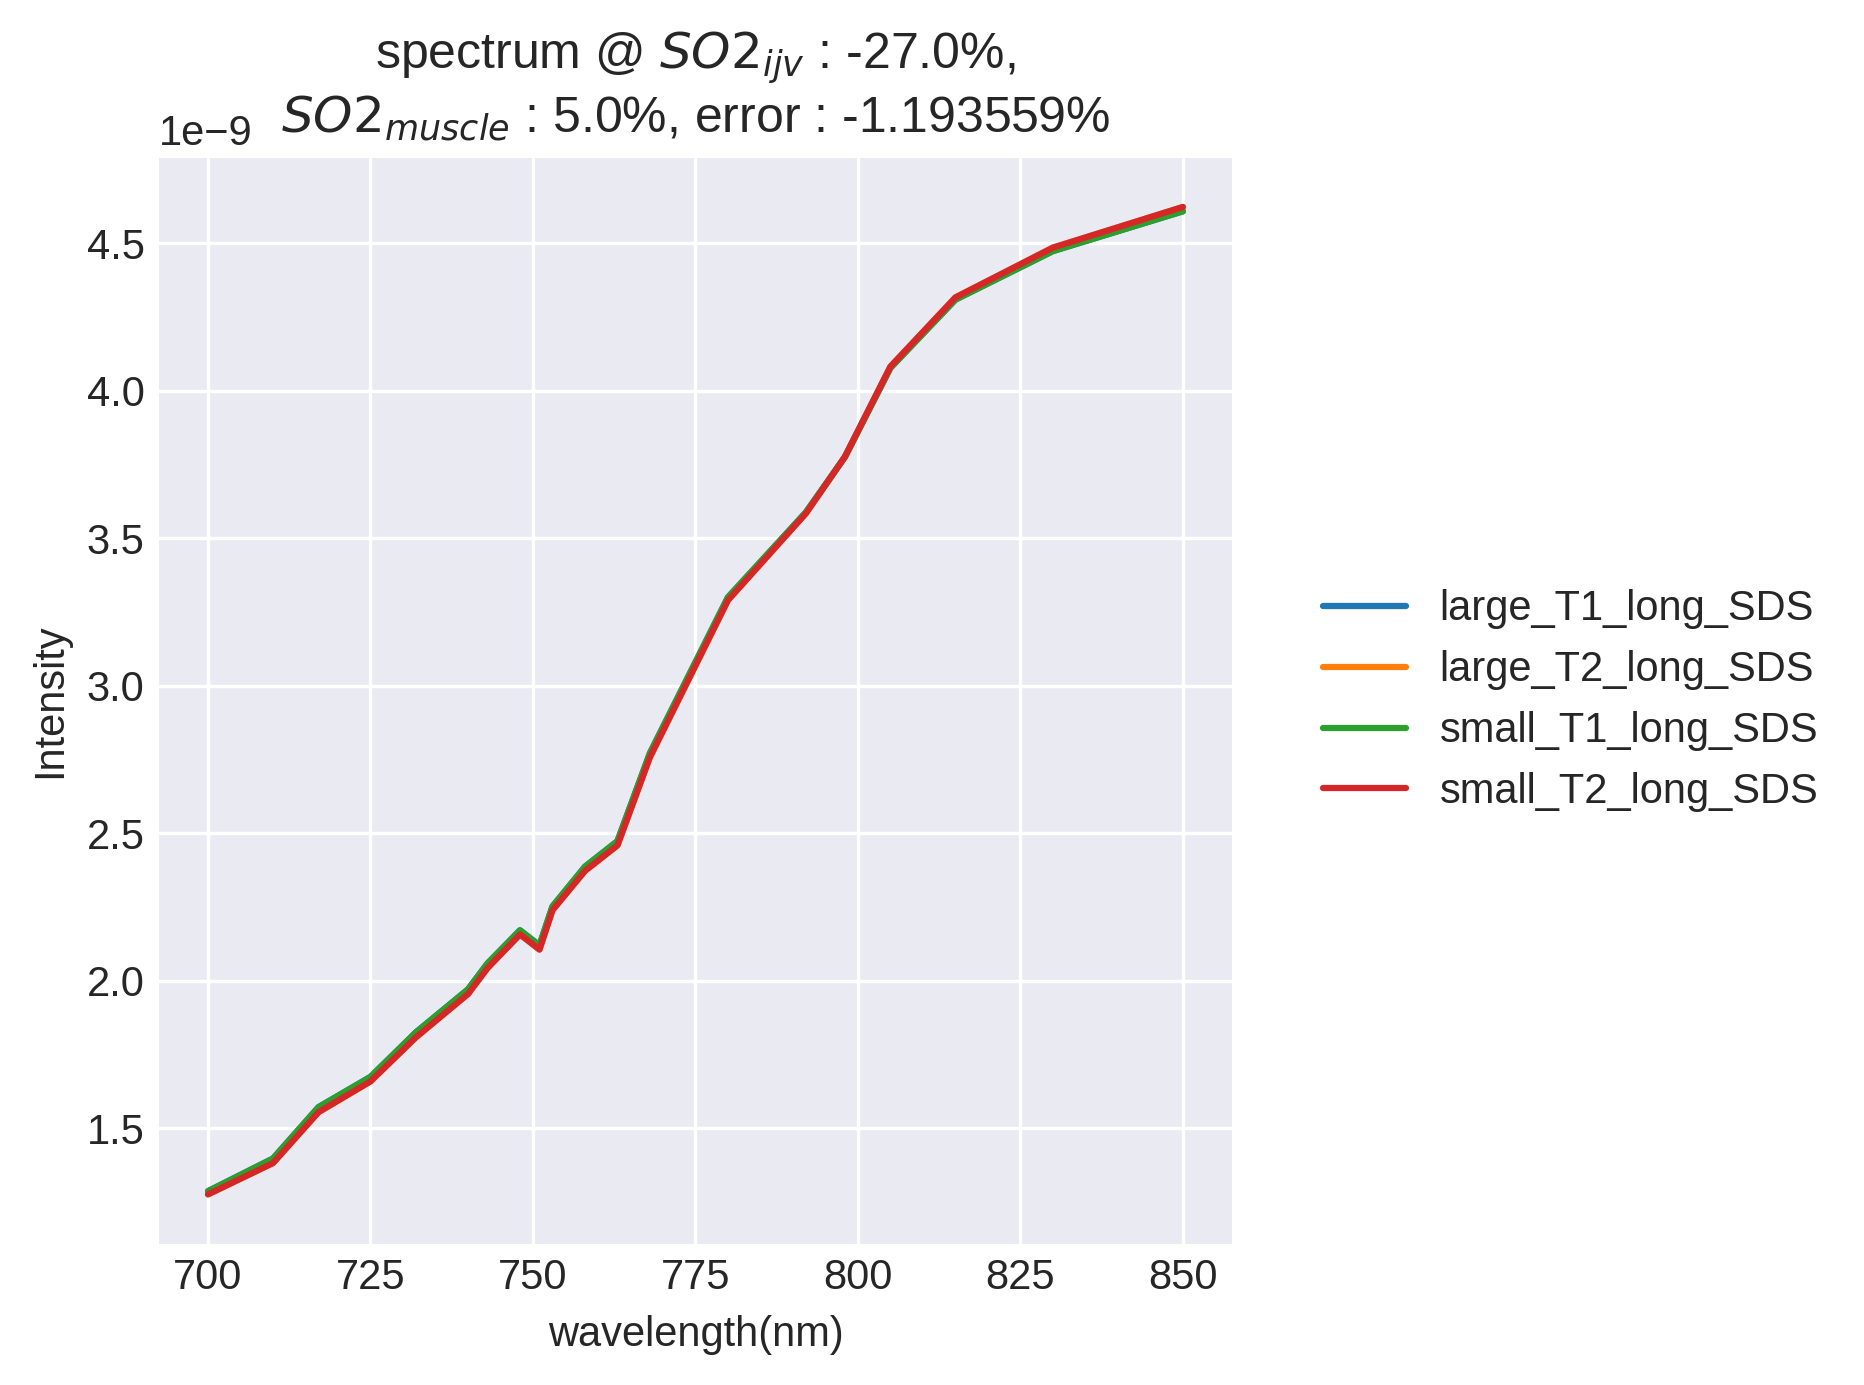 spectrum @ SO2ijv : -27.0%,
SO2muscle : 5.0%, error : -1.193559%
1e−9
4.5
4.0
3.5
3.0
2.5
2.0
1.5
Intensity
700 725 750 775 800 825 850
wavelength(nm)
large_T1_long_SDS
large_T2_long_SDS
small_T1_long_SDS
small_T2_long_SDS